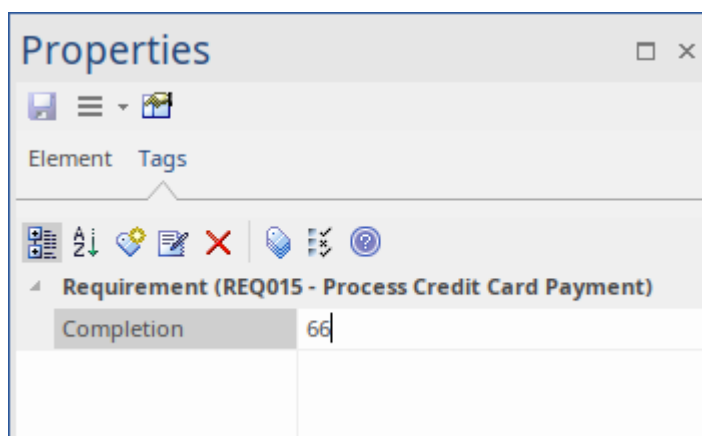 Properties
Element Tags
Requirement (REQ015 - Process Credit Card Payment)
Completion 66